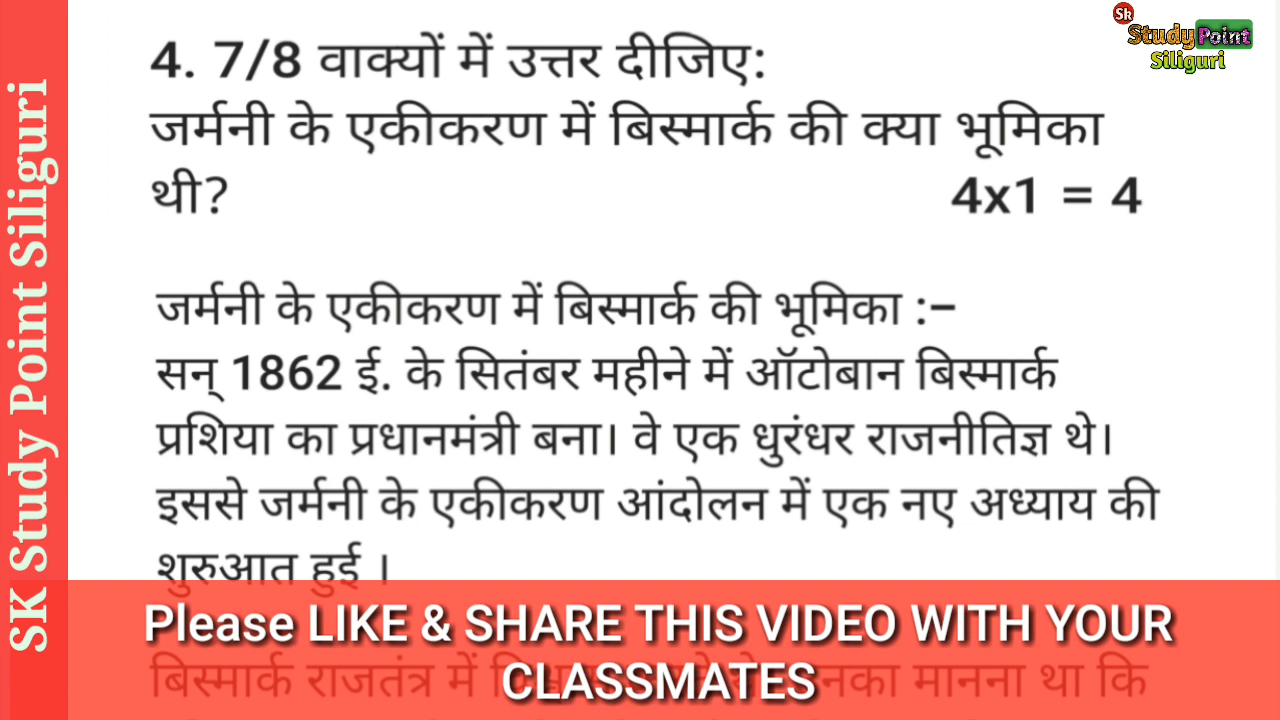 SK Study Point Siliguri
Sk
Study Point
Siliguri
4. 7/8 वाक्यों में उत्तर दीजिए:
जर्मनी के एकीकरण में बिस्मार्क की क्या भूमिका
थी? 4x1 = 4
जर्मनी के एकीकरण में बिस्मार्क की भूमिका :–
सन् 1862 ई. के सितंबर महीने में ऑटोबान बिस्मार्क
प्रशिया का प्रधानमंत्री बना। वे एक धुरंधर राजनीतिज्ञ थे।
इससे जर्मनी के एकीकरण आंदोलन में एक नए अध्याय की
शुरुआत हुई ।
Please LIKE & SHARE THIS VIDEO WITH YOUR
CLASSMATES
बिस्मार्क राजतंत्र में मानना था कि